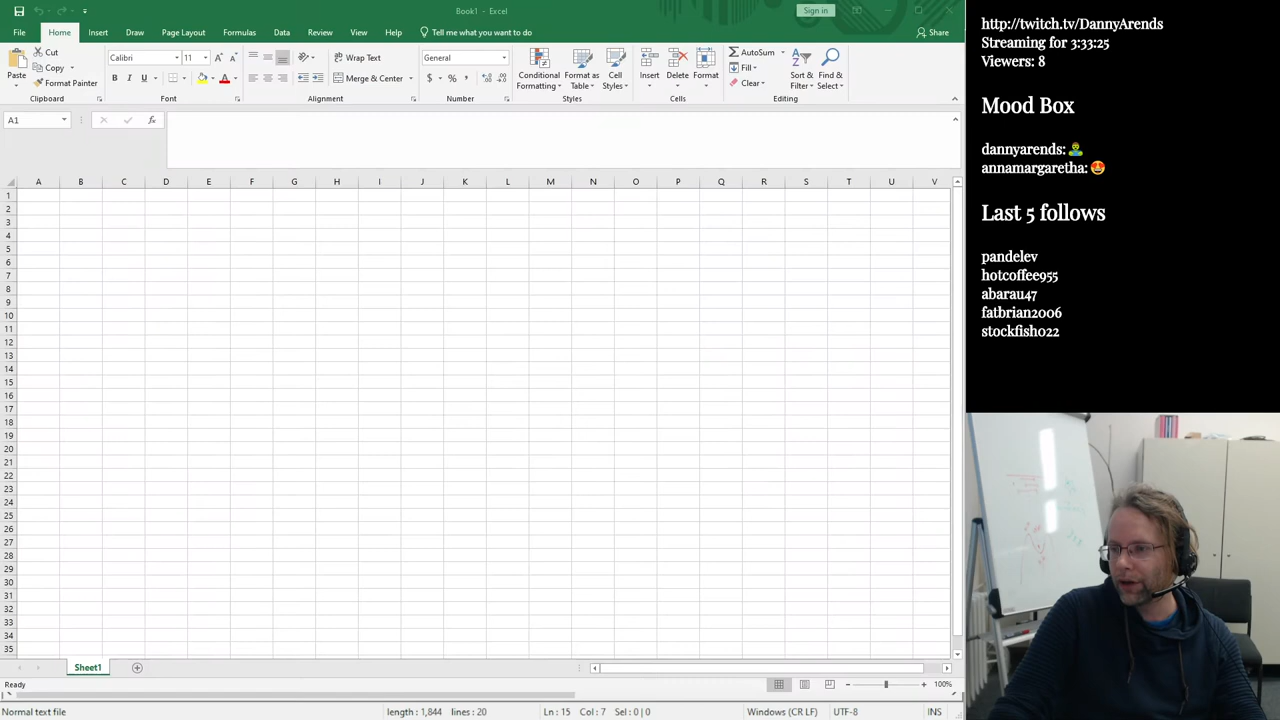 Book1 - Excel
Sign in
File Home Insert Draw Page Layout Formulas Data Review View Help Tell me what you want to do Share
Paste
Cut
Copy
Format Painter
Clipboard
Calibri 11
B I U
A
Font
Wrap Text
Merge & Center
Alignment
General
$ % ,
Number
Conditional Formatting
Format as Table
Cell Styles
Styles
Insert
Delete
Format
Cells
AutoSum
Fill
Clear
Sort & Filter
Find & Select
Editing
A1
fx
A B C D E F G H I J K L M N O P Q R S T U V
1
2
3
4
5
6
7
8
9
10
11
12
13
14
15
16
17
18
19
20
21
22
23
24
25
26
27
28
29
30
31
32
33
34
35
Sheet1
Ready
100%
Normal text file
length : 1,844 lines : 20
Ln : 15 Col : 7 Sel : 0 | 0
Windows (CR LF)
UTF-8
INS
http://twitch.tv/DannyArends
Streaming for 3:33:25
Viewers: 8
Mood Box
dannyarends:
annamargaretha:
Last 5 follows
pandelev
hotcoffee955
abarau47
fatbrian2006
stockfish022